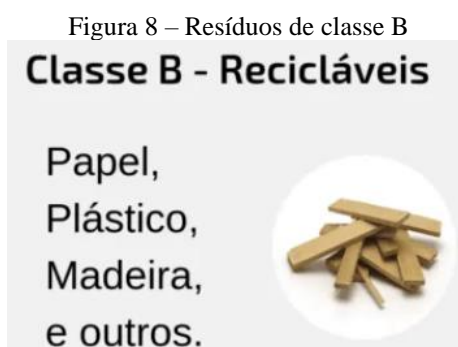 Figura 8 – Resíduos de classe B
Classe B - Recicláveis
Papel,
Plástico,
Madeira,
e outros.